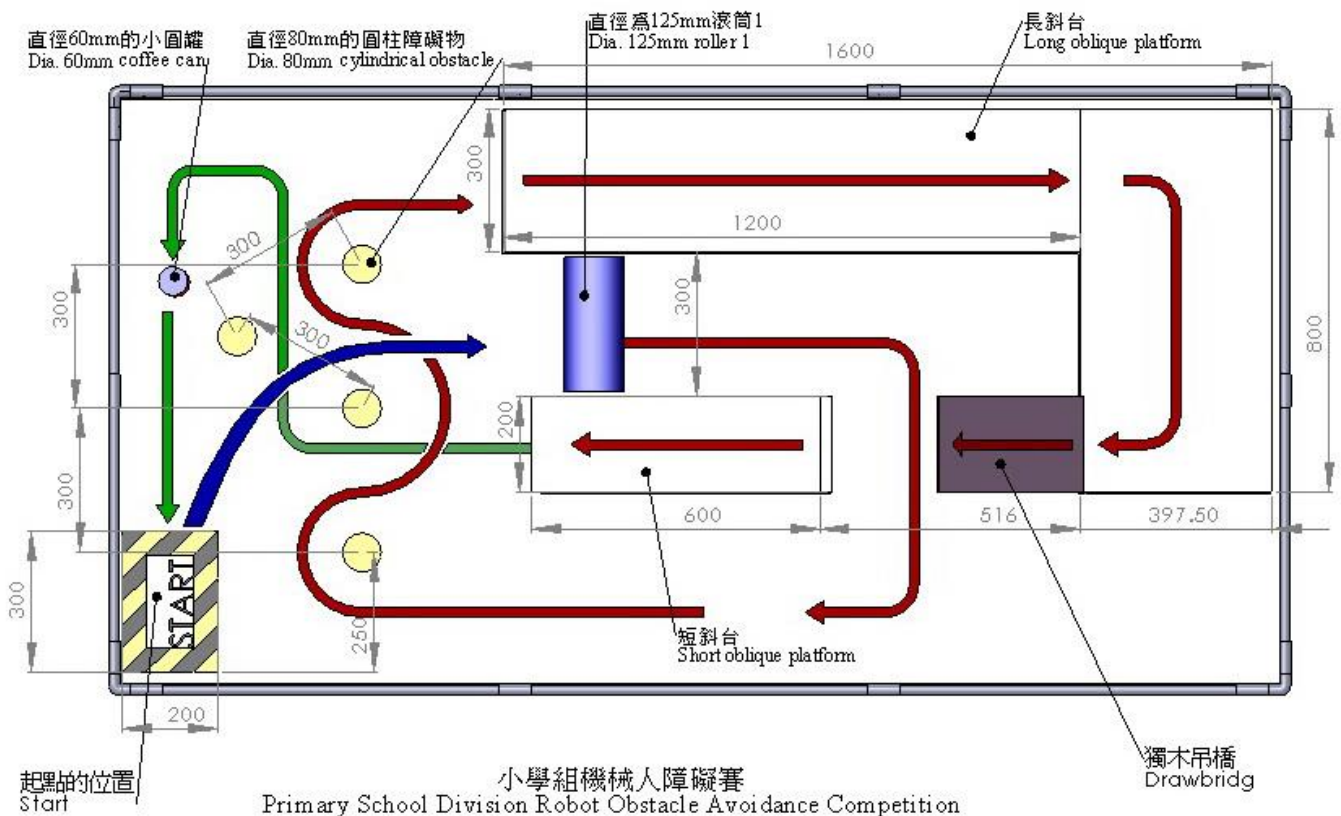 直徑60mm的小圓罐
Dia. 60mm coffee can
直徑80mm的圓柱障礙物
Dia. 80mm cylindrical obstacle
直徑爲125mm滾筒1
Dia. 125mm roller 1
長斜台
Long oblique platform
1600
300
1200
300
300
300
300
800
200
600
516
397.50
300
300
START
250
200
短斜台
Short oblique platform
起點的位置
Start
獨木吊橋
Drawbridg
小學組機械人障礙賽
Primary School Division Robot Obstacle Avoidance Competition